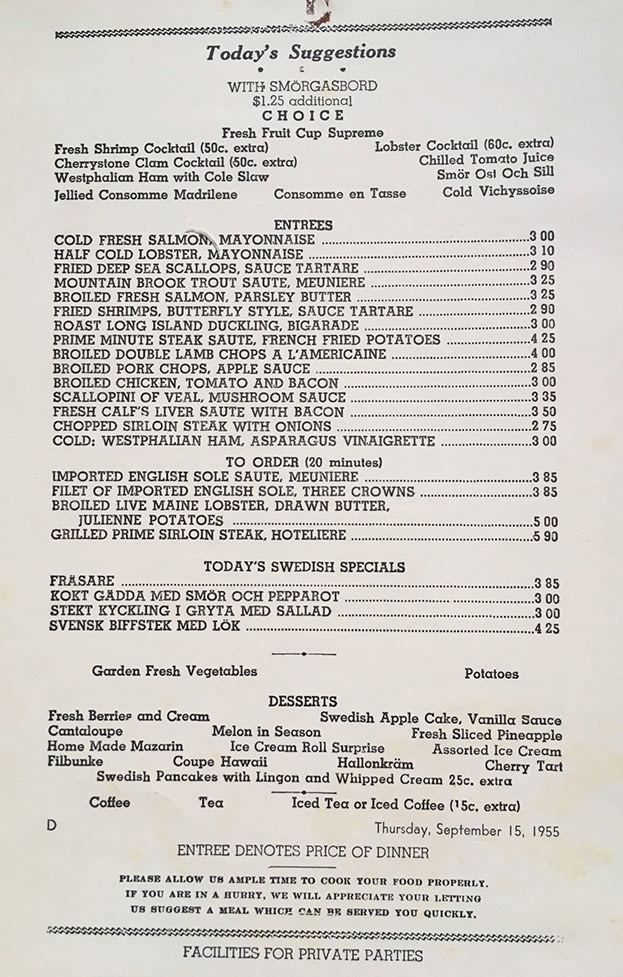 Today's Suggestions
WITH SMÖRGASBORD
$1.25 additional
CHOICE
Fresh Fruit Cup Supreme
Fresh Shrimp Cocktail (50c. extra) Lobster Cocktail (60c. extra)
Cherrystone Clam Cocktail (50c. extra) Chilled Tomato Juice
Westphalian Ham with Cole Slaw Smör Ost Och Sill
Jellied Consomme Madrilene Consomme en Tasse Cold Vichyssoise
ENTREES
COLD FRESH SALMON, MAYONNAISE ........ 3 00
HALF COLD LOBSTER, MAYONNAISE ........ 3 10
FRIED DEEP SEA SCALLOPS, SAUCE TARTARE ........ 2 90
MOUNTAIN BROOK TROUT SAUTE, MEUNIERE ........ 3 25
BROILED FRESH SALMON, PARSLEY BUTTER ........ 3 25
FRIED SHRIMPS, BUTTERFLY STYLE, SAUCE TARTARE ........ 2 90
ROAST LONG ISLAND DUCKLING, BIGARADE ........ 3 00
PRIME MINUTE STEAK SAUTE, FRENCH FRIED POTATOES ........ 4 25
BROILED DOUBLE LAMB CHOPS A L'AMERICAINE ........ 4 00
BROILED PORK CHOPS, APPLE SAUCE ........ 2 85
BROILED CHICKEN, TOMATO AND BACON ........ 3 00
SCALLOPINI OF VEAL, MUSHROOM SAUCE ........ 3 35
FRESH CALF'S LIVER SAUTE WITH BACON ........ 3 50
CHOPPED SIRLOIN STEAK WITH ONIONS ........ 2 75
COLD: WESTPHALIAN HAM, ASPARAGUS VINAIGRETTE ........ 3 00
TO ORDER (20 minutes)
IMPORTED ENGLISH SOLE SAUTE, MEUNIERE ........ 3 85
FILET OF IMPORTED ENGLISH SOLE, THREE CROWNS ........ 3 85
BROILED LIVE MAINE LOBSTER, DRAWN BUTTER,
JULIENNE POTATOES ........ 5 00
GRILLED PRIME SIRLOIN STEAK, HOTELIERE ........ 5 90
TODAY'S SWEDISH SPECIALS
FRÄSARE ........ 3 85
KOKT GÄDDA MED SMÖR OCH PEPPAROT ........ 3 00
STEKT KYCKLING I GRYTA MED SALLAD ........ 3 00
SVENSK BIFFSTEK MED LÖK ........ 4 25
Garden Fresh Vegetables Potatoes
DESSERTS
Fresh Berries and Cream Swedish Apple Cake, Vanilla Sauce
Cantaloupe Melon in Season Fresh Sliced Pineapple
Home Made Mazarin Ice Cream Roll Surprise Assorted Ice Cream
Filbunke Coupe Hawaii Hallonkräm Cherry Tart
Swedish Pancakes with Lingon and Whipped Cream 25c. extra
Coffee Tea Iced Tea or Iced Coffee (15c. extra)
D Thursday, September 15, 1955
ENTREE DENOTES PRICE OF DINNER
PLEASE ALLOW US AMPLE TIME TO COOK YOUR FOOD PROPERLY.
IF YOU ARE IN A HURRY, WE WILL APPRECIATE YOUR LETTING
US SUGGEST A MEAL WHICH CAN BE SERVED YOU QUICKLY.
FACILITIES FOR PRIVATE PARTIES